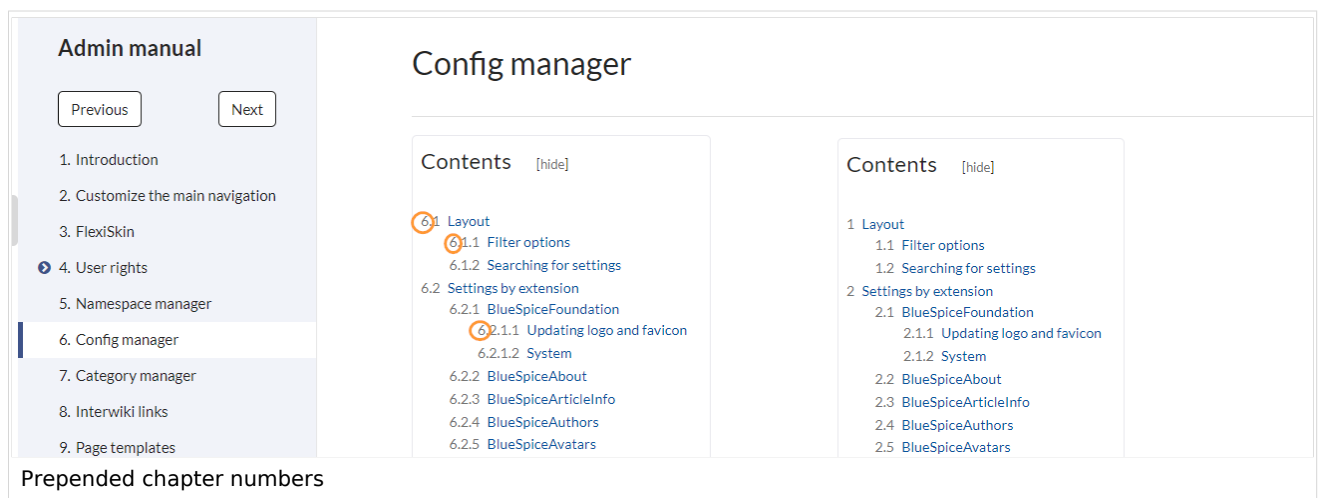 Admin manual
Previous
Next
1. Introduction
2. Customize the main navigation
3. FlexiSkin
4. User rights
5. Namespace manager
6. Config manager
7. Category manager
8. Interwiki links
9. Page templates
Config manager
Contents [hide]
6.1 Layout
6.1.1 Filter options
6.1.2 Searching for settings
6.2 Settings by extension
6.2.1 BlueSpiceFoundation
6.2.1.1 Updating logo and favicon
6.2.1.2 System
6.2.2 BlueSpiceAbout
6.2.3 BlueSpiceArticleInfo
6.2.4 BlueSpiceAuthors
6.2.5 BlueSpiceAvatars
Contents [hide]
1 Layout
1.1 Filter options
1.2 Searching for settings
2 Settings by extension
2.1 BlueSpiceFoundation
2.1.1 Updating logo and favicon
2.1.2 System
2.2 BlueSpiceAbout
2.3 BlueSpiceArticleInfo
2.4 BlueSpiceAuthors
2.5 BlueSpiceAvatars
Prepended chapter numbers